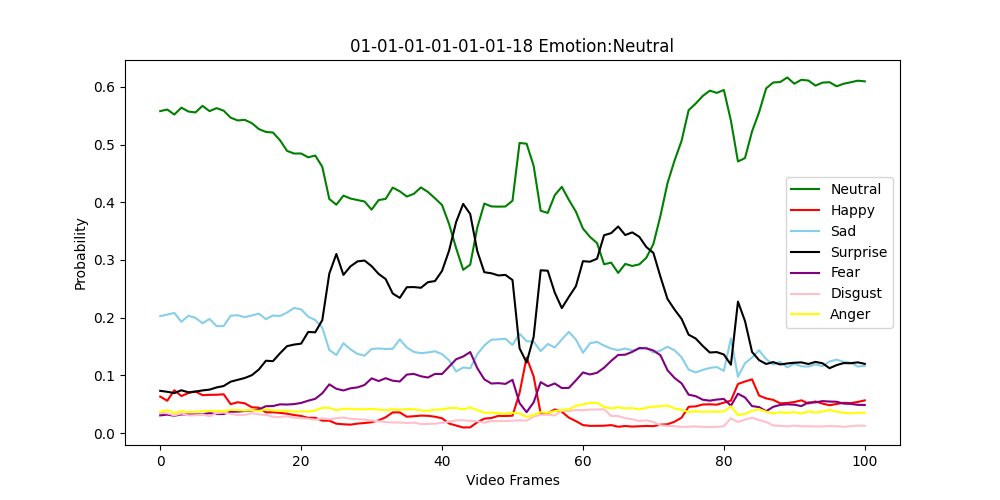 01-01-01-01-01-01-18 Emotion:Neutral
Probability
0.6
0.5
0.4
0.3
0.2
0.1
0.0
Neutral
Happy
Sad
Surprise
Fear
Disgust
Anger
0 20 40 60 80 100
Video Frames